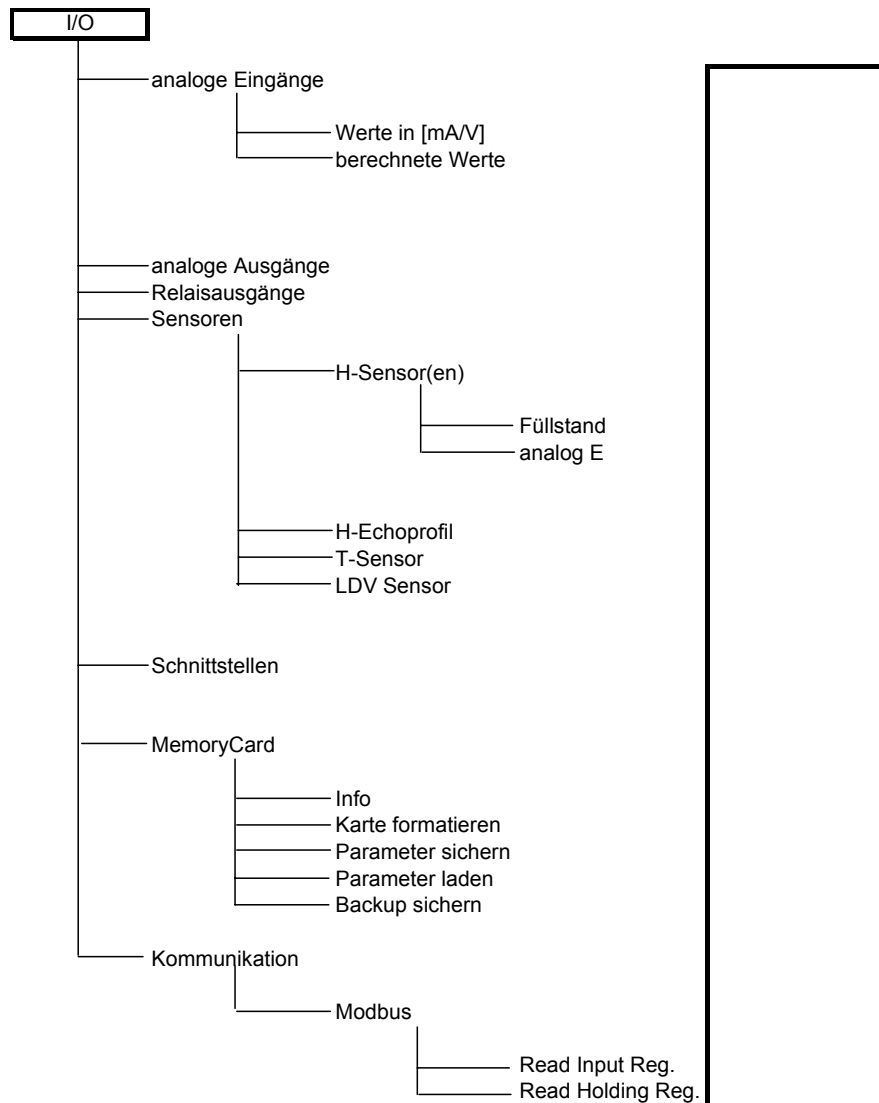 I/O
analoge Eingänge
Werte in [mA/V]
berechnete Werte
analoge Ausgänge
Relaisausgänge
Sensoren
H-Sensor(en)
Füllstand
analog E
H-Echoprofil
T-Sensor
LDV Sensor
Schnittstellen
MemoryCard
Info
Karte formatieren
Parameter sichern
Parameter laden
Backup sichern
Kommunikation
Modbus
Read Input Reg.
Read Holding Reg.